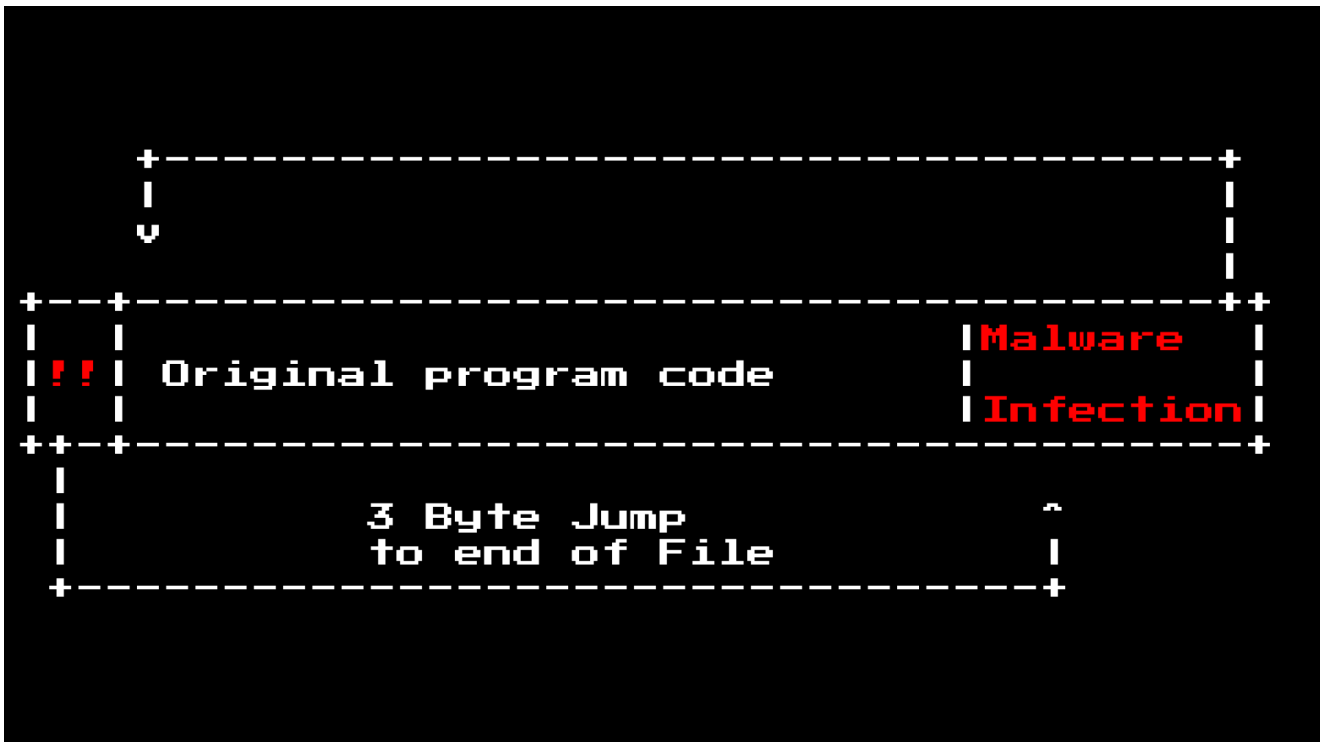 Malware
!! Original program code
Infection
3 Byte Jump
to end of File